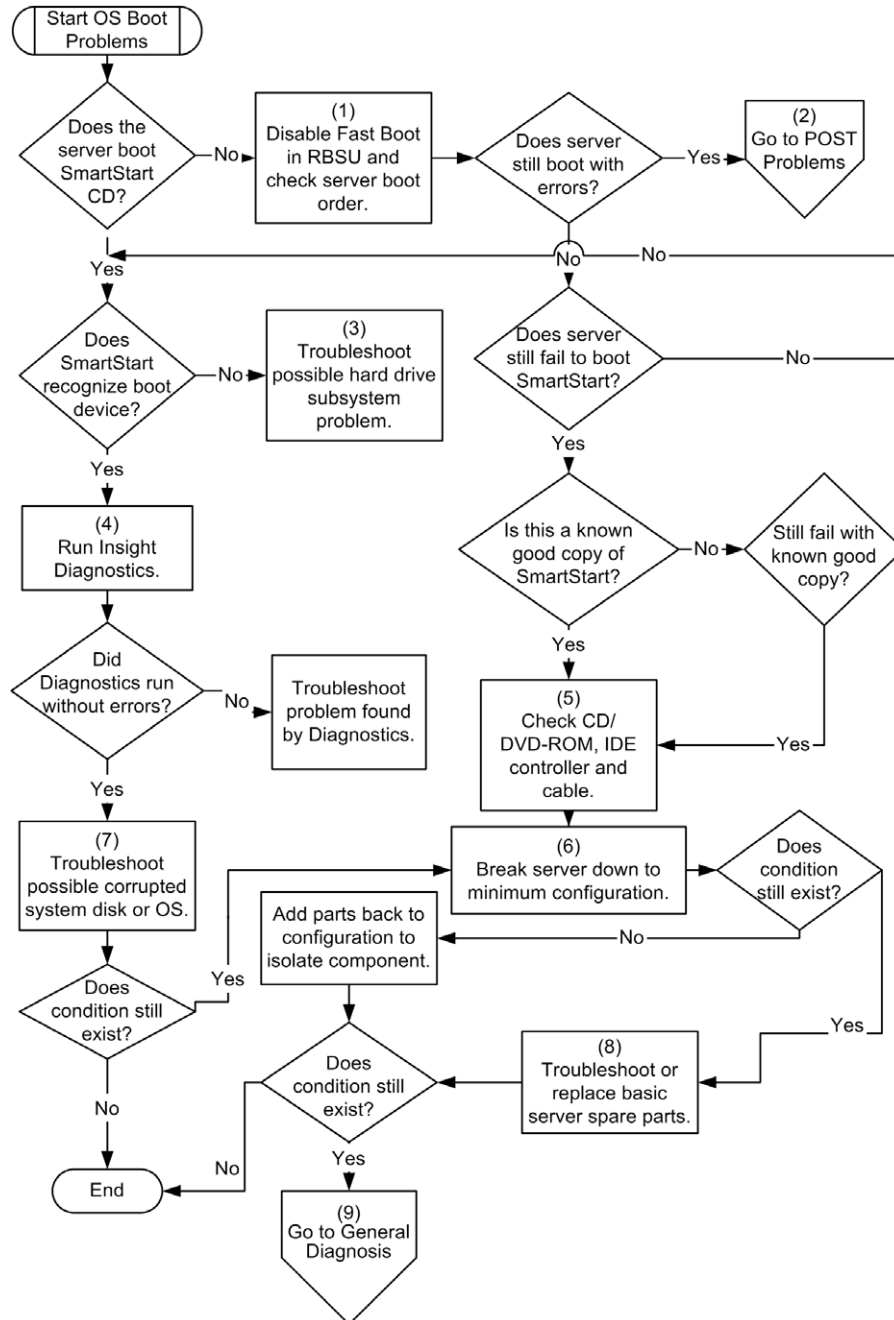 Start OS Boot
Problems
Does the
server boot
SmartStart
CD?
No
(1)
Disable Fast Boot
in RBSU and
check server boot
order.
Does server
still boot with
errors?
Yes
(2)
Go to POST
Problems
Yes
No
No
Does
SmartStart
recognize boot
device?
No
(3)
Troubleshoot
possible hard drive
subsystem
problem.
Does server
still fail to boot
SmartStart?
No
Yes
Yes
(4)
Run Insight
Diagnostics.
Is this a known
good copy of
SmartStart?
No
Still fail with
known good
copy?
Yes
Did
Diagnostics run
without errors?
No
Troubleshoot
problem found
by Diagnostics.
(5)
Check CD/
DVD-ROM, IDE
controller and
cable.
Yes
Yes
(7)
Troubleshoot
possible corrupted
system disk or OS.
(6)
Break server down to
minimum configuration.
Does
condition
still exist?
Add parts back to
configuration to
isolate component.
No
Yes
Does
condition still
exist?
Yes
Does
condition still
exist?
(8)
Troubleshoot or
replace basic
server spare parts.
No
No
Yes
End
(9)
Go to General
Diagnosis